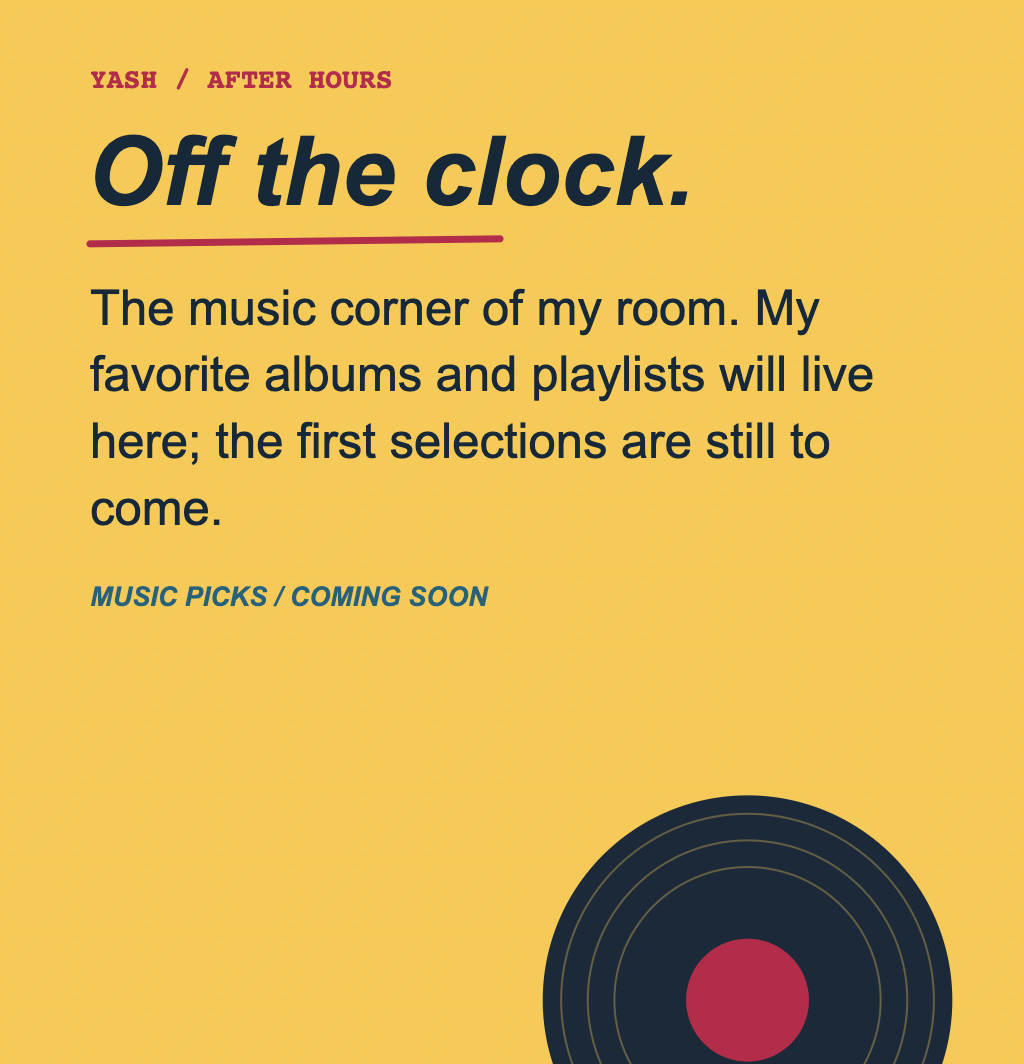 YASH / AFTER HOURS
Off the clock.
The music corner of my room. My
favorite albums and playlists will live
here; the first selections are still to
come.
MUSIC PICKS / COMING SOON